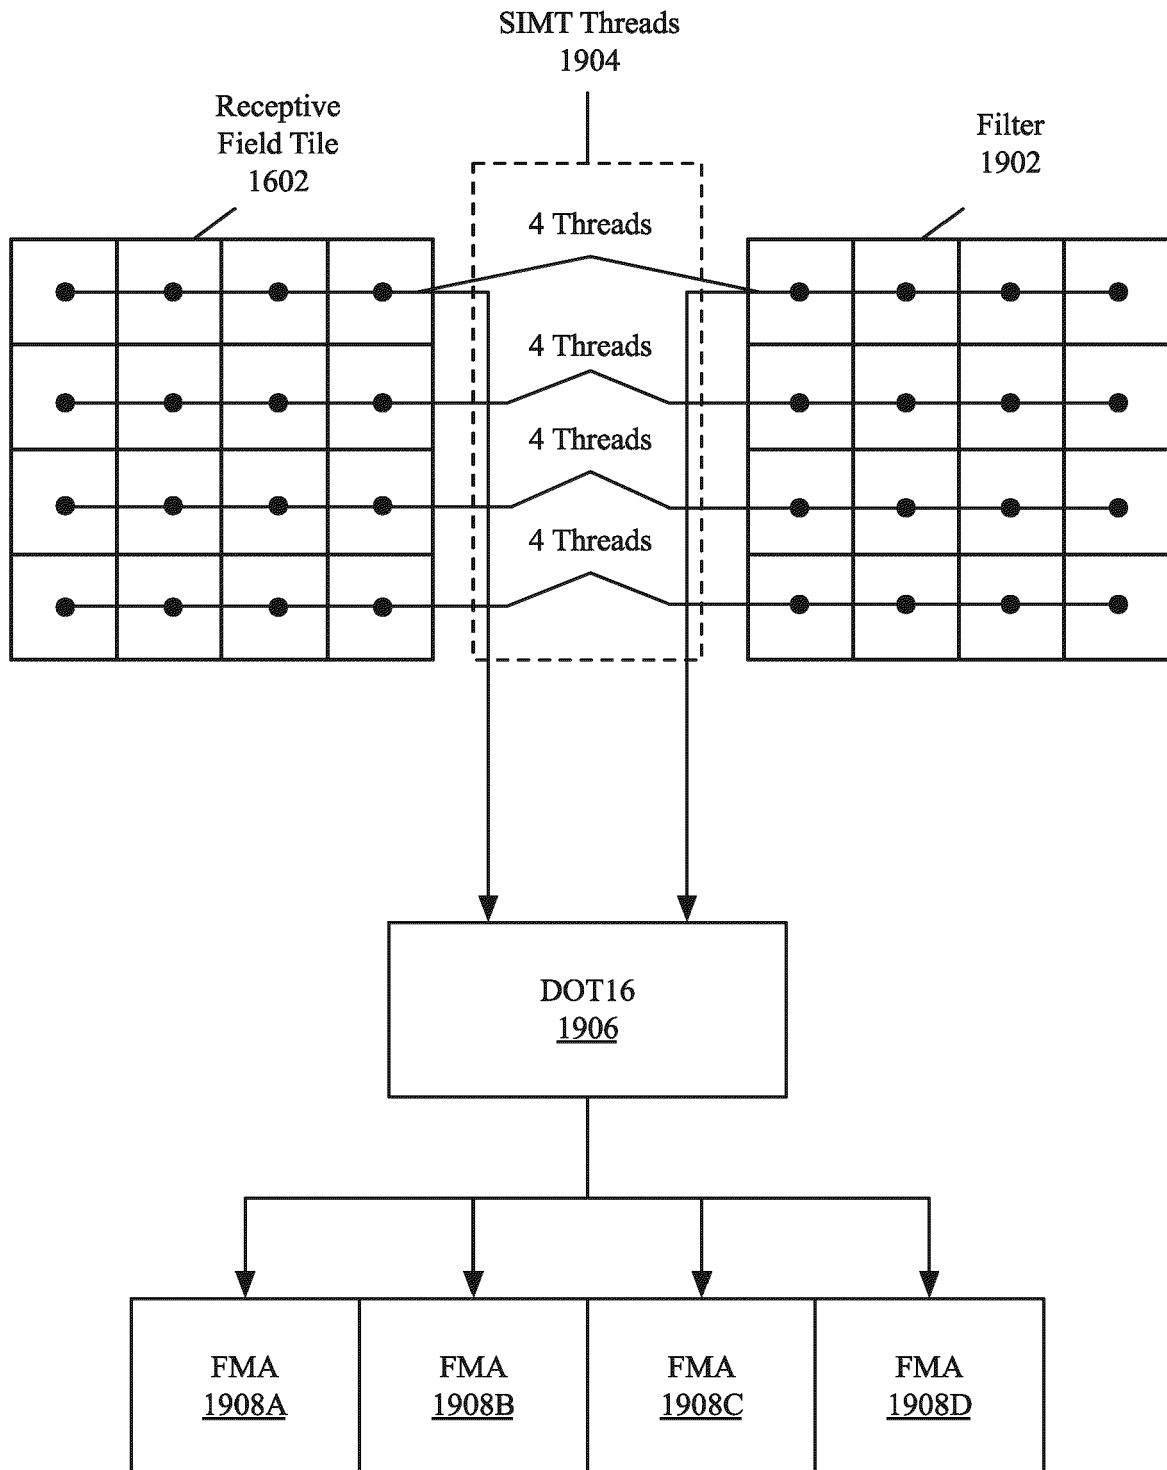 SIMT Threads
1904
Receptive
Field Tile
1602
Filter
1902
4 Threads
4 Threads
4 Threads
4 Threads
DOT16
1906
FMA
1908A
FMA
1908B
FMA
1908C
FMA
1908D